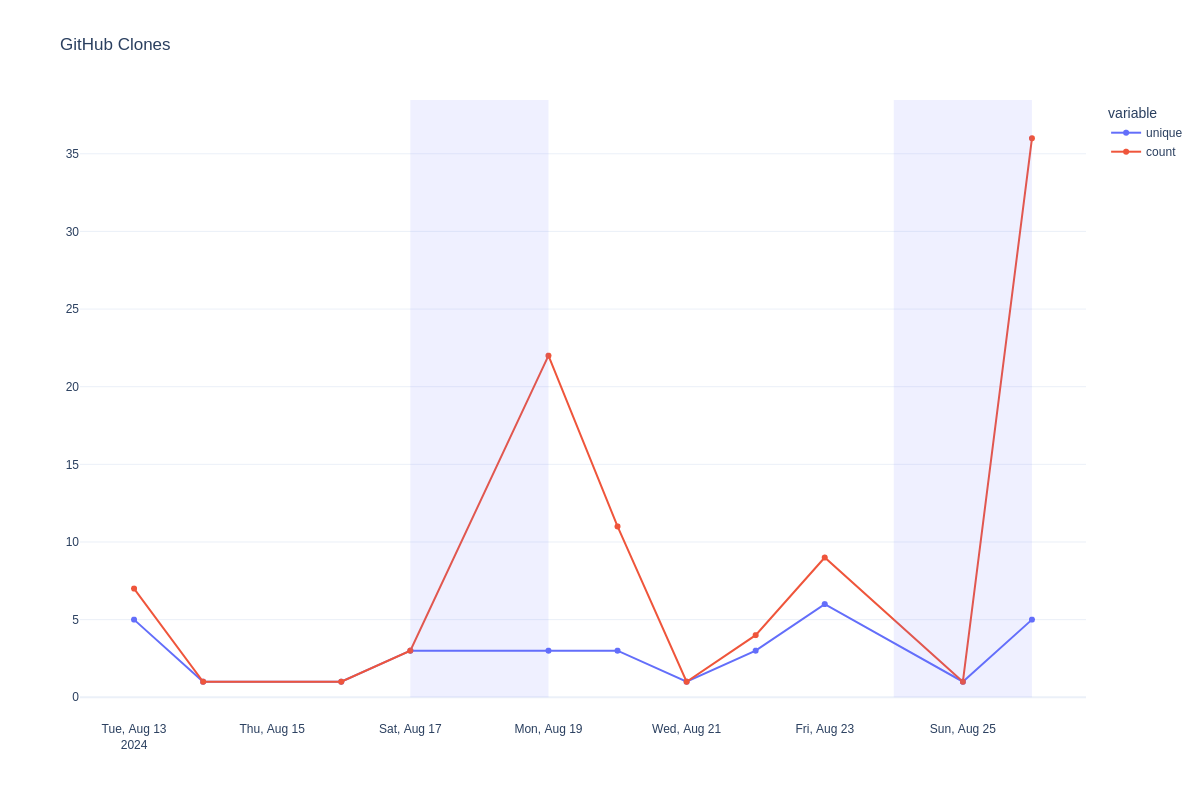 GitHub Clones
variable
unique
count
35
30
25
20
15
10
5
0
Tue, Aug 13
2024
Thu, Aug 15
Sat, Aug 17
Mon, Aug 19
Wed, Aug 21
Fri, Aug 23
Sun, Aug 25